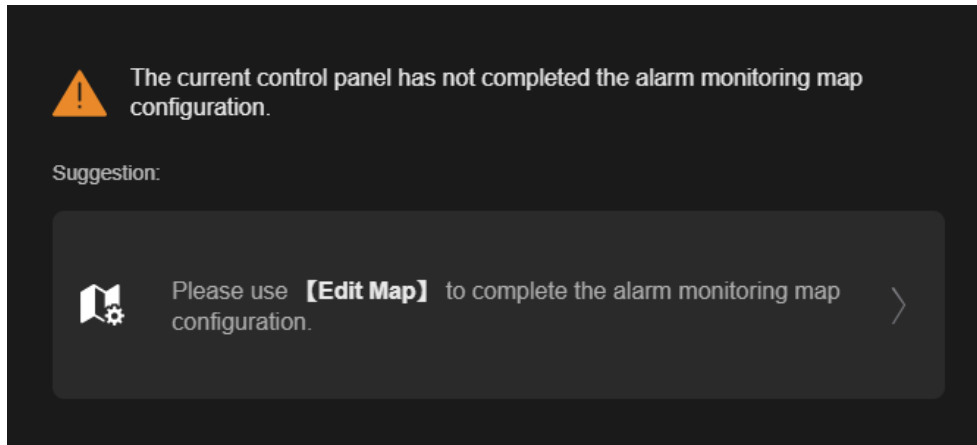 The current control panel has not completed the alarm monitoring map
configuration.
Suggestion:
Please use 【Edit Map】 to complete the alarm monitoring map
configuration.